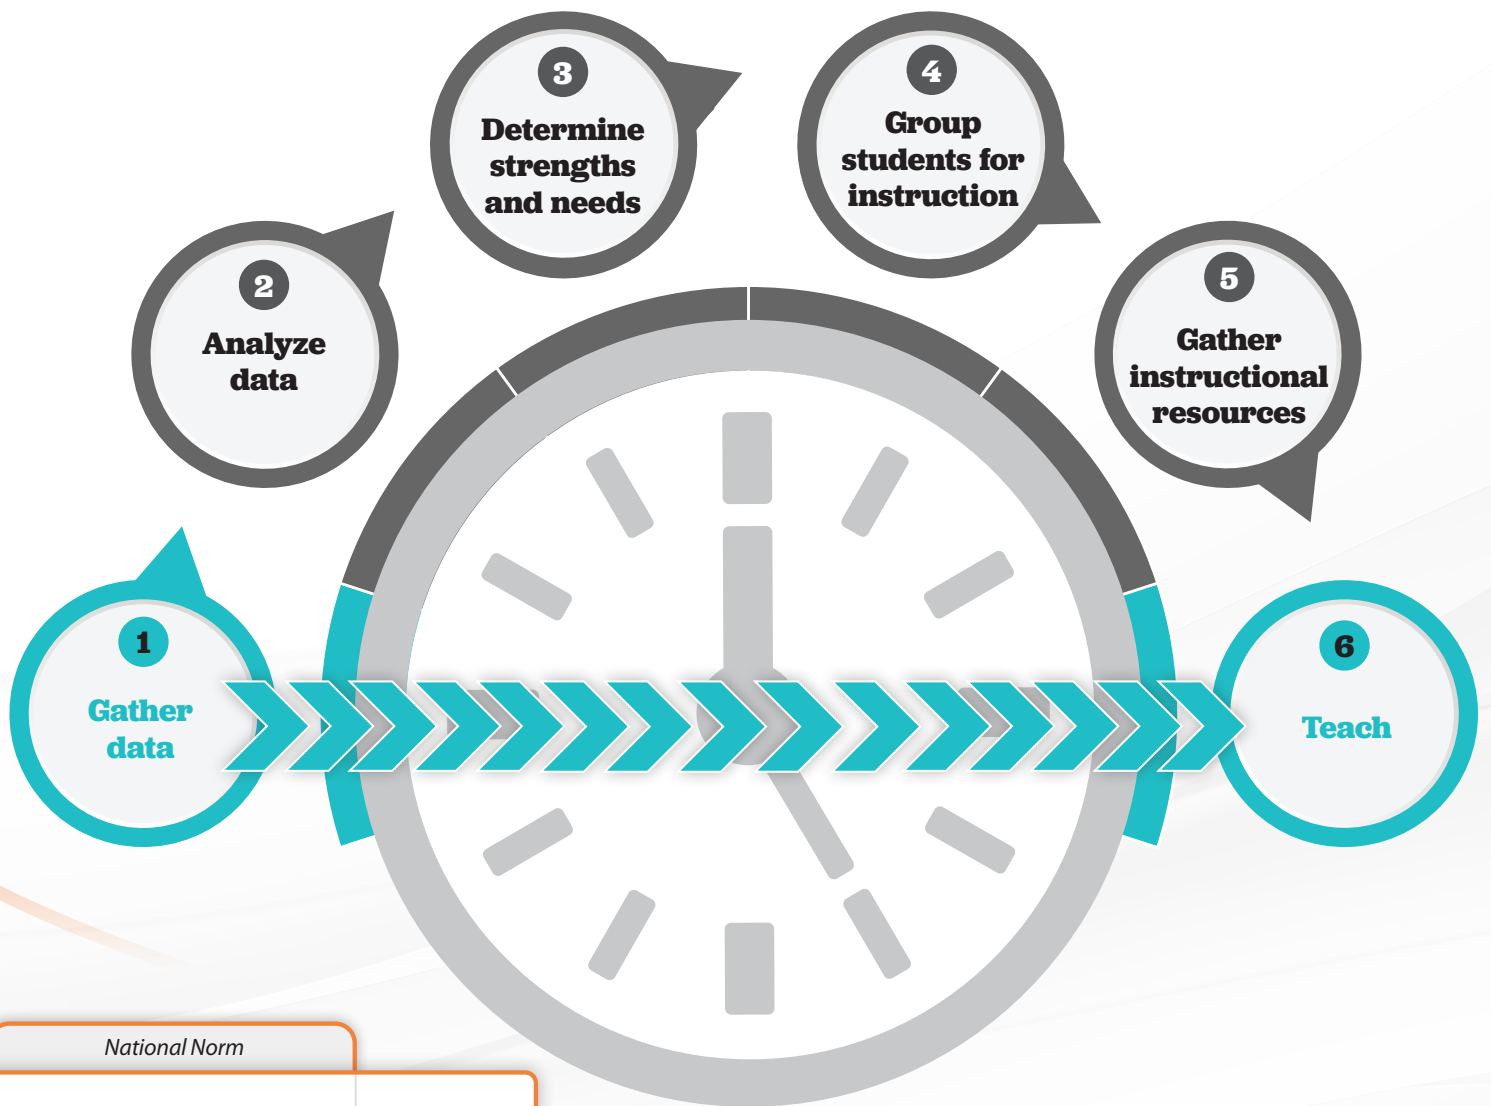 1
Gather
data
2
Analyze
data
3
Determine
strengths
and needs
4
Group
students for
instruction
5
Gather
instructional
resources
6
Teach
National Norm